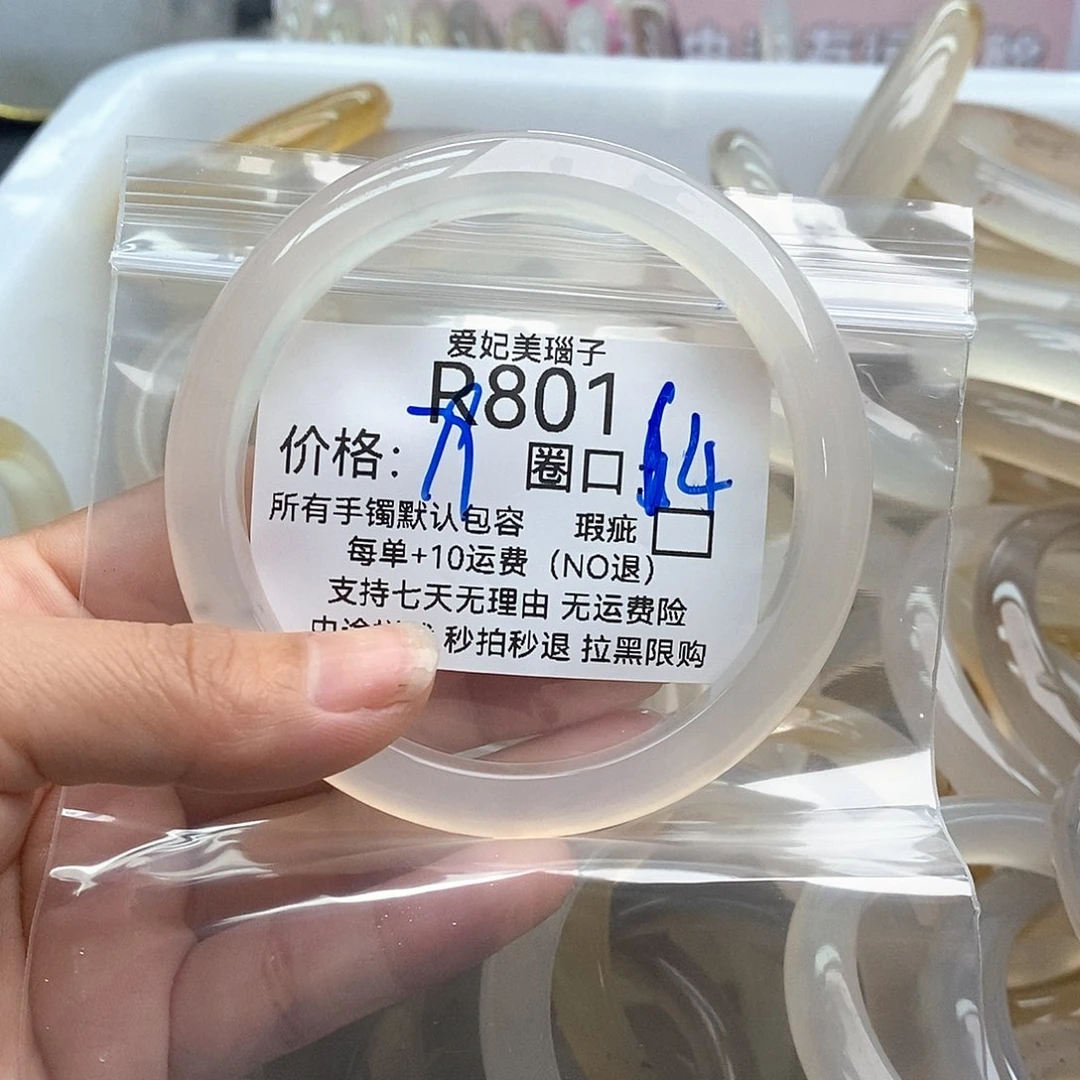 爱妃美瑙子
R801
价格： 圈口：54
所有手镯默认包容 瑕疵
每单+10运费（NO退）
支持七天无理由 无运费险
秒拍秒退 拉黑限购